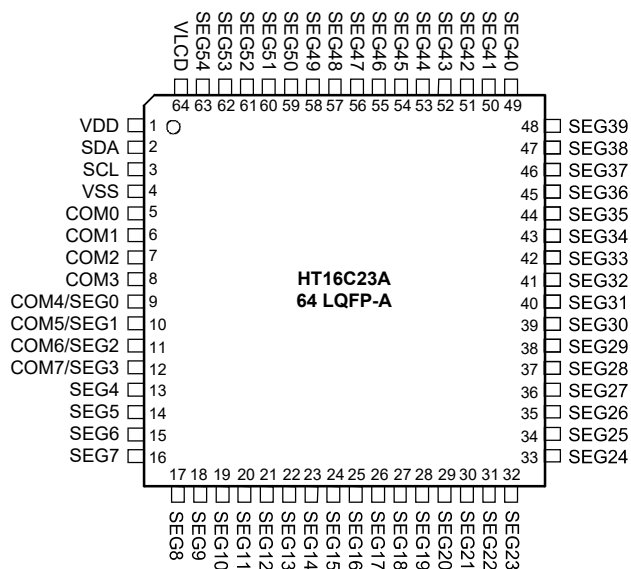 VLCD
SEG54
SEG53
SEG52
SEG51
SEG50
SEG49
SEG48
SEG47
SEG46
SEG45
SEG44
SEG43
SEG42
SEG41
SEG40
64 63 62 61 60 59 58 57 56 55 54 53 52 51 50 49
VDD 1
SDA 2
SCL 3
VSS 4
COM0 5
COM1 6
COM2 7
COM3 8
COM4/SEG0 9
COM5/SEG1 10
COM6/SEG2 11
COM7/SEG3 12
SEG4 13
SEG5 14
SEG6 15
SEG7 16
HT16C23A
64 LQFP-A
48 SEG39
47 SEG38
46 SEG37
45 SEG36
44 SEG35
43 SEG34
42 SEG33
41 SEG32
40 SEG31
39 SEG30
38 SEG29
37 SEG28
36 SEG27
35 SEG26
34 SEG25
33 SEG24
17 18 19 20 21 22 23 24 25 26 27 28 29 30 31 32
SEG8
SEG9
SEG10
SEG11
SEG12
SEG13
SEG14
SEG15
SEG16
SEG17
SEG18
SEG19
SEG20
SEG21
SEG22
SEG23